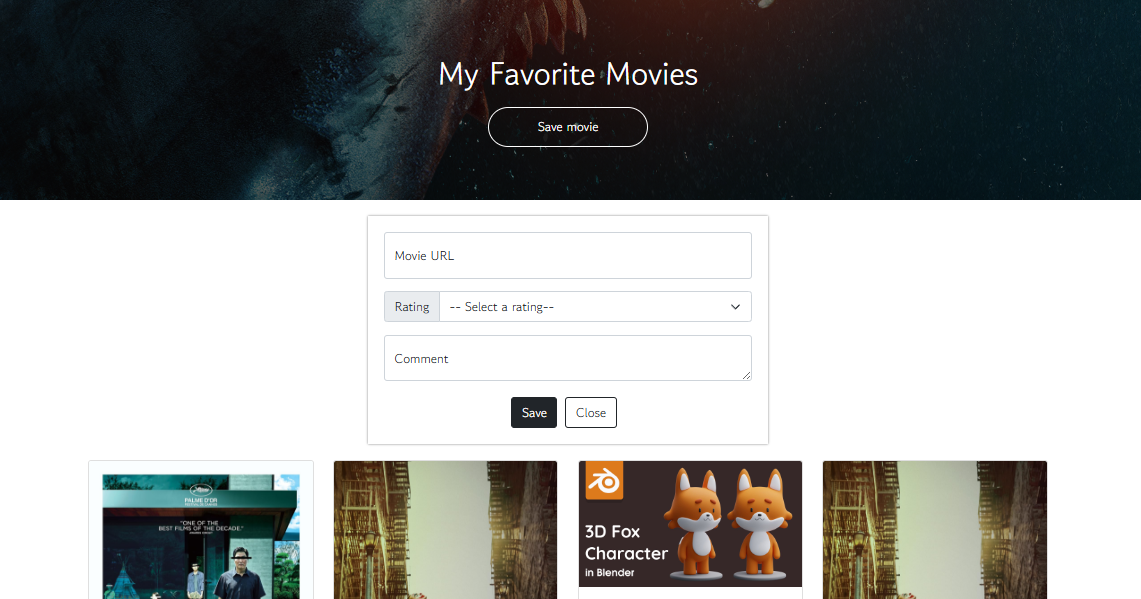 My Favorite Movies
Save movie
Movie URL
Rating
-- Select a rating--
Comment
Save
Close
PALME D'OR
"ONE OF THE
BEST FILMS OF THE DECADE."
3D Fox
Character
in Blender